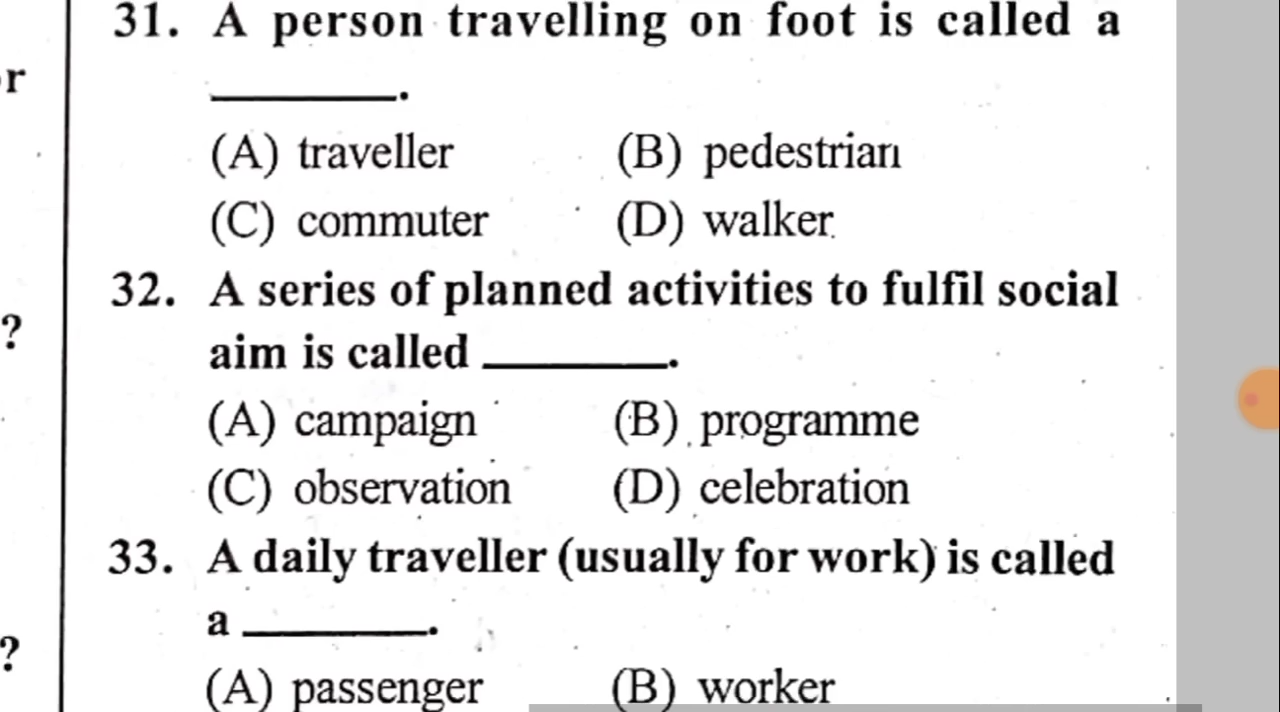 31. A person travelling on foot is called a
r
________.
(A) traveller (B) pedestrian
(C) commuter (D) walker
32. A series of planned activities to fulfil social
?
aim is called ________.
(A) campaign (B) programme
(C) observation (D) celebration
33. A daily traveller (usually for work) is called
a ________.
?
(A) passenger (B) worker